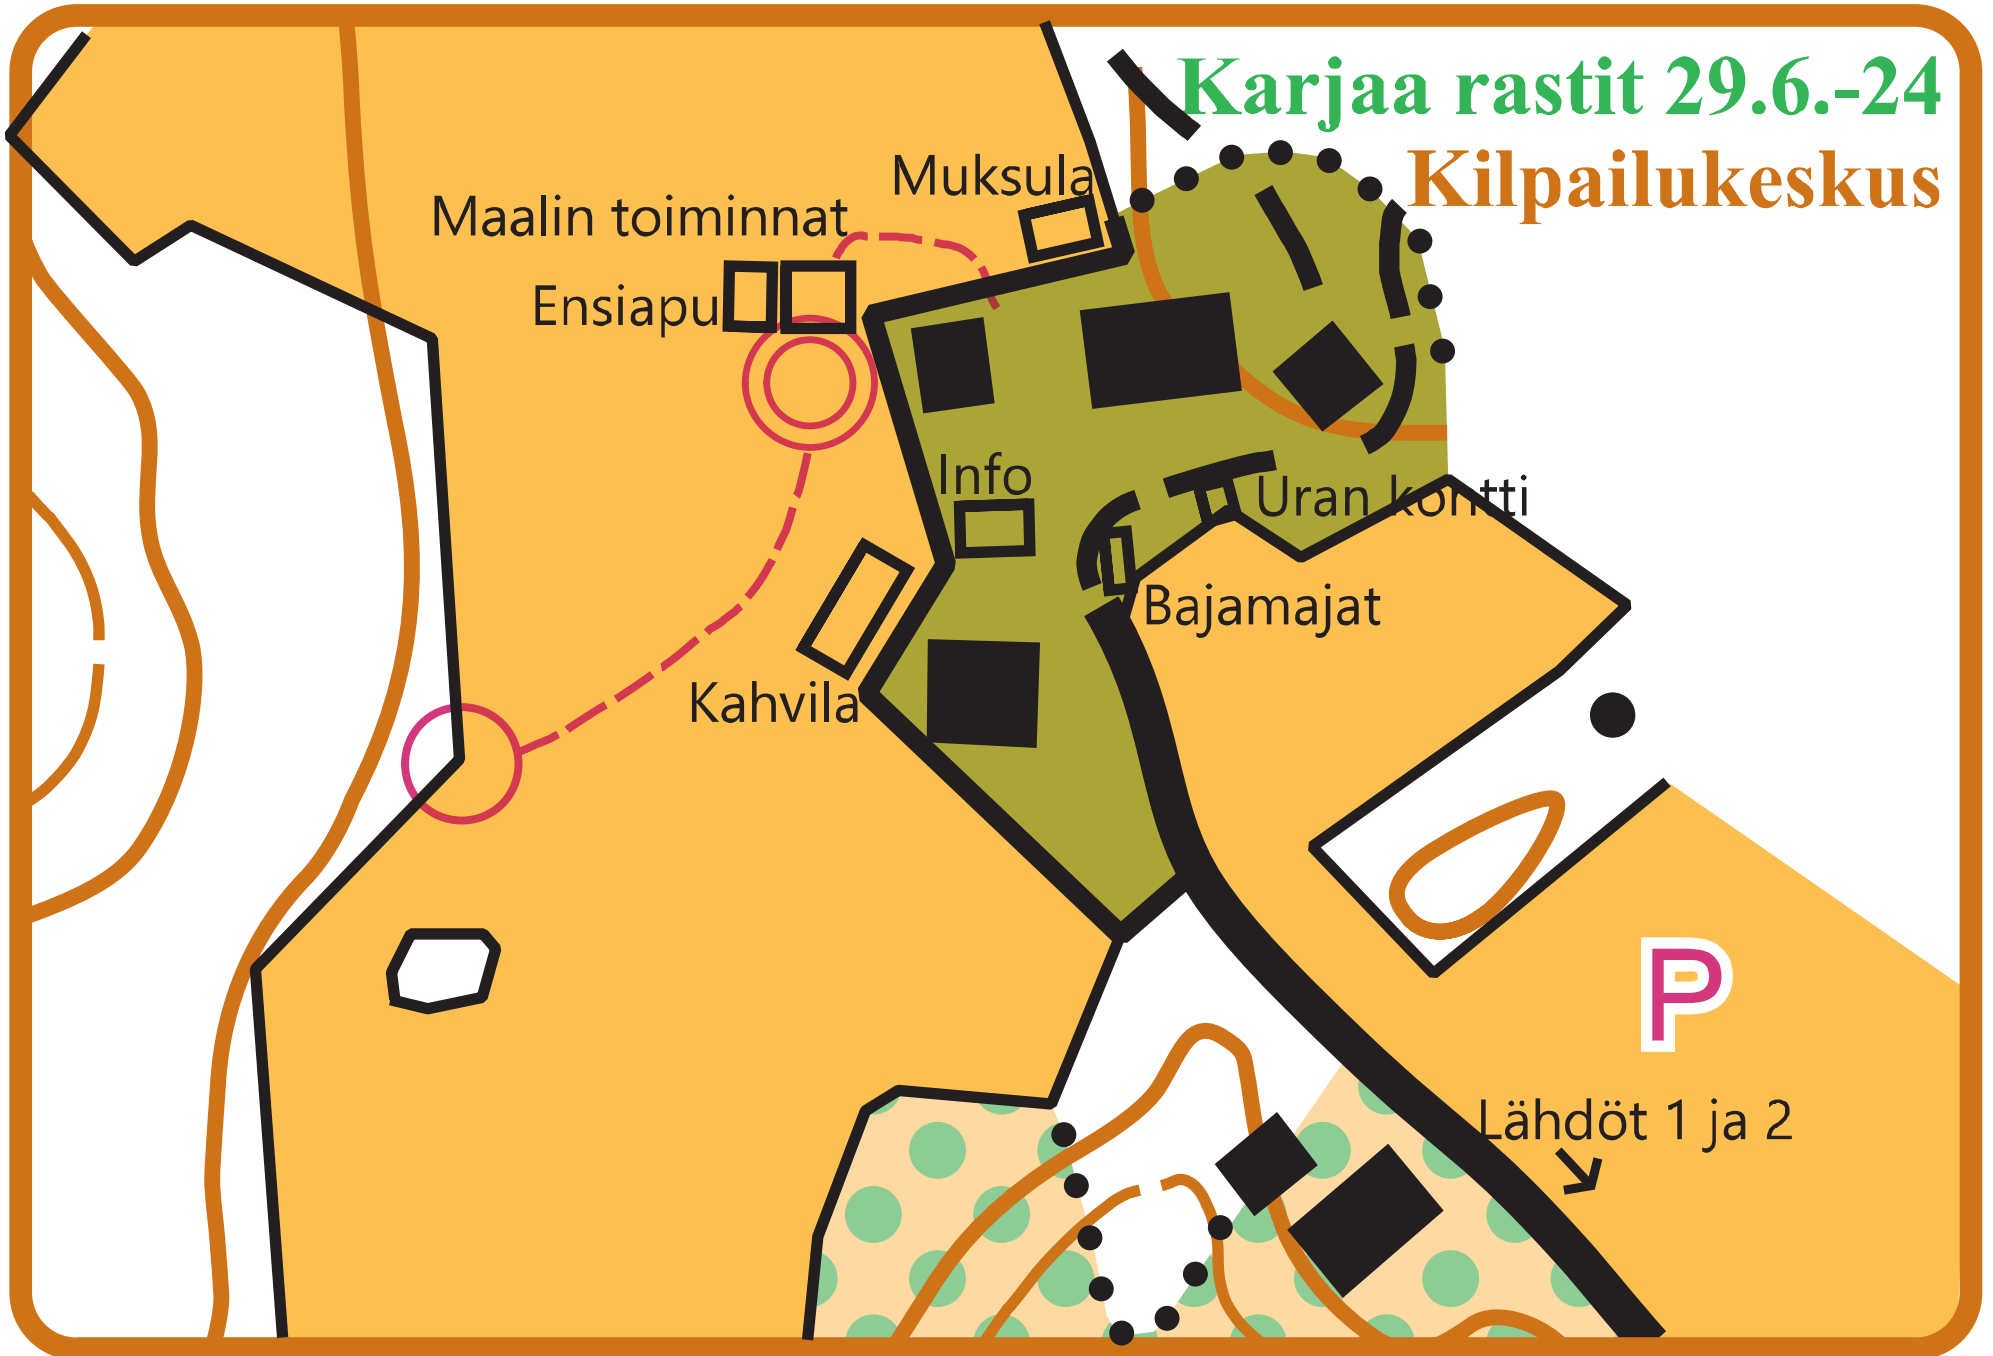 Karjaa rastit 29.6.-24
Kilpailukeskus
Muksula
Maalin toiminnat
Ensiapu
Info
Uran kontti
Bajamajat
Kahvila
P
Lähdöt 1 ja 2